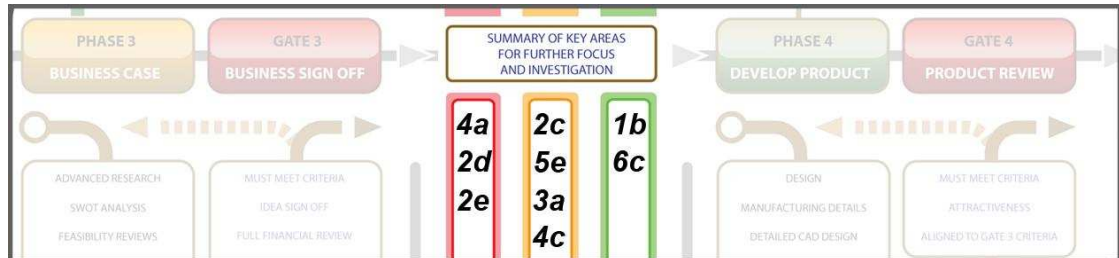 PHASE 3
BUSINESS CASE
GATE 3
BUSINESS SIGN OFF
SUMMARY OF KEY AREAS
FOR FURTHER FOCUS
AND INVESTIGATION
PHASE 4
DEVELOP PRODUCT
GATE 4
PRODUCT REVIEW
ADVANCED RESEARCH
SWOT ANALYSIS
FEASIBILITY REVIEWS
MUST MEET CRITERIA
IDEA SIGN OFF
FULL FINANCIAL REVIEW
4a
2d
2e
2c
5e
3a
4c
1b
6c
DESIGN
MANUFACTURING DETAILS
DETAILED CAD DESIGN
MUST MEET CRITERIA
ATTRACTIVENESS
ALIGNED TO GATE 3 CRITERIA